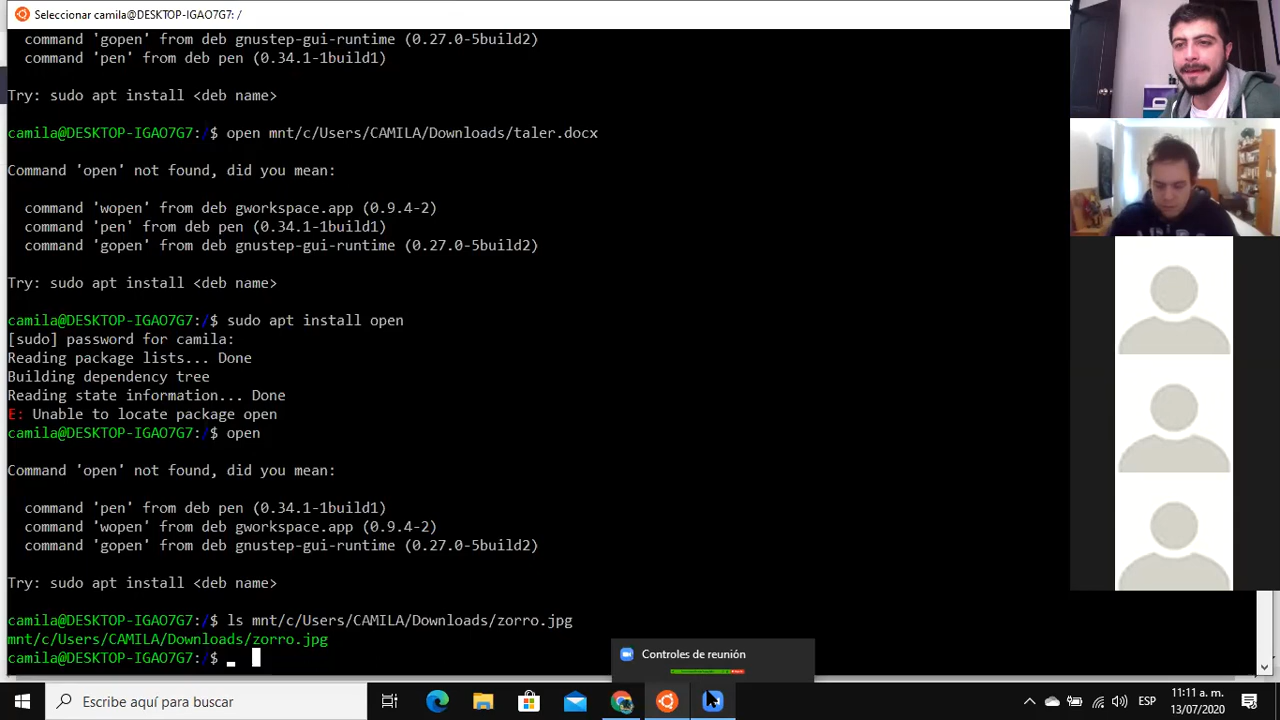 Seleccionar camila@DESKTOP-IGAO7G7: /
command 'gopen' from deb gnustep-gui-runtime (0.27.0-5build2)
command 'pen' from deb pen (0.34.1-1build1)
Try: sudo apt install <deb name>
camila@DESKTOP-IGAO7G7:/$ open mnt/c/Users/CAMILA/Downloads/taler.docx
Command 'open' not found, did you mean:
command 'wopen' from deb gworkspace.app (0.9.4-2)
command 'pen' from deb pen (0.34.1-1build1)
command 'gopen' from deb gnustep-gui-runtime (0.27.0-5build2)
Try: sudo apt install <deb name>
camila@DESKTOP-IGAO7G7:/$ sudo apt install open
[sudo] password for camila:
Reading package lists... Done
Building dependency tree
Reading state information... Done
E: Unable to locate package open
camila@DESKTOP-IGAO7G7:/$ open
Command 'open' not found, did you mean:
command 'pen' from deb pen (0.34.1-1build1)
command 'wopen' from deb gworkspace.app (0.9.4-2)
command 'gopen' from deb gnustep-gui-runtime (0.27.0-5build2)
Try: sudo apt install <deb name>
camila@DESKTOP-IGAO7G7:/$ ls mnt/c/Users/CAMILA/Downloads/zorro.jpg
mnt/c/Users/CAMILA/Downloads/zorro.jpg
camila@DESKTOP-IGAO7G7:/$ _
Controles de reunión
Escribe aquí para buscar
ESP
11:11 a. m.
13/07/2020